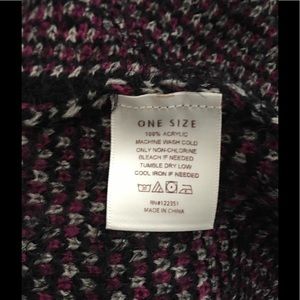 ONE SIZE
100% ACRYLIC
MACHINE WASH COLD
ONLY NON-CHLORINE
BLEACH IF NEEDED
TUMBLE DRY LOW
COOL IRON IF NEEDED
RN#122351
MADE IN CHINA